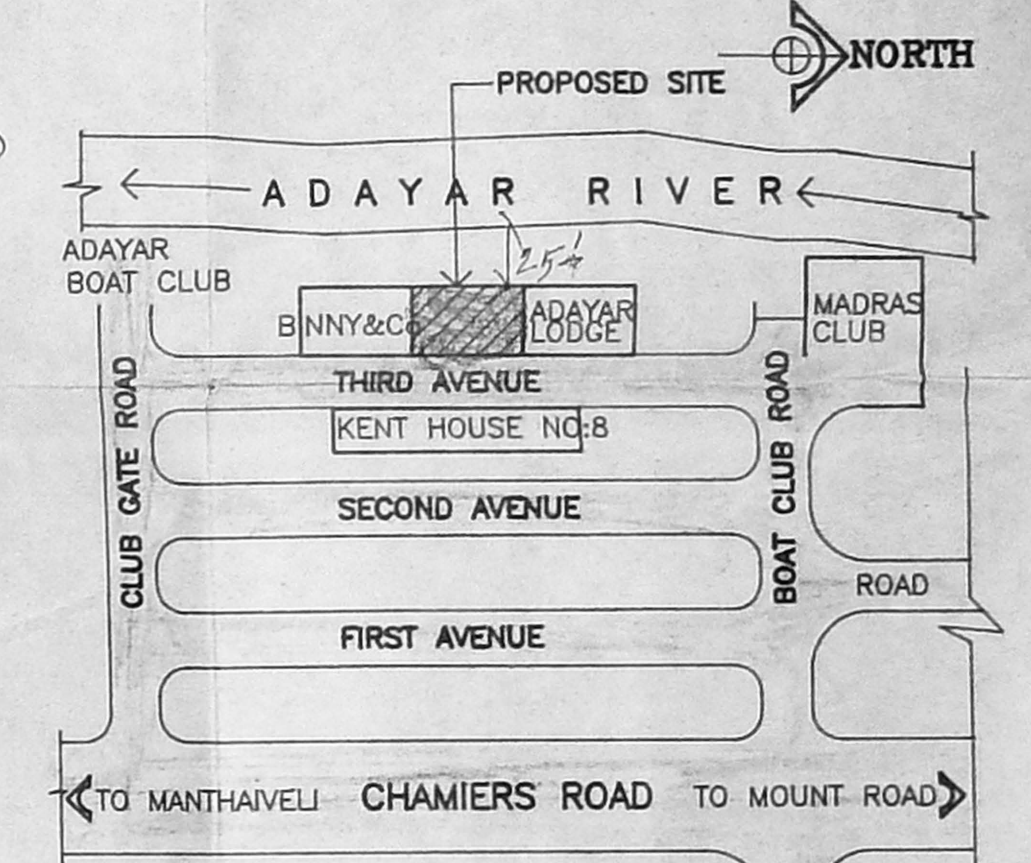 NORTH
PROPOSED SITE
ADAYAR RIVER
ADAYAR
BOAT CLUB
BINNY&Co
ADAYAR
LODGE
MADRAS
CLUB
THIRD AVENUE
KENT HOUSE NO:8
CLUB GATE ROAD
BOAT CLUB ROAD
SECOND AVENUE
ROAD
FIRST AVENUE
TO MANTHAIVELI CHAMIERS ROAD TO MOUNT ROAD